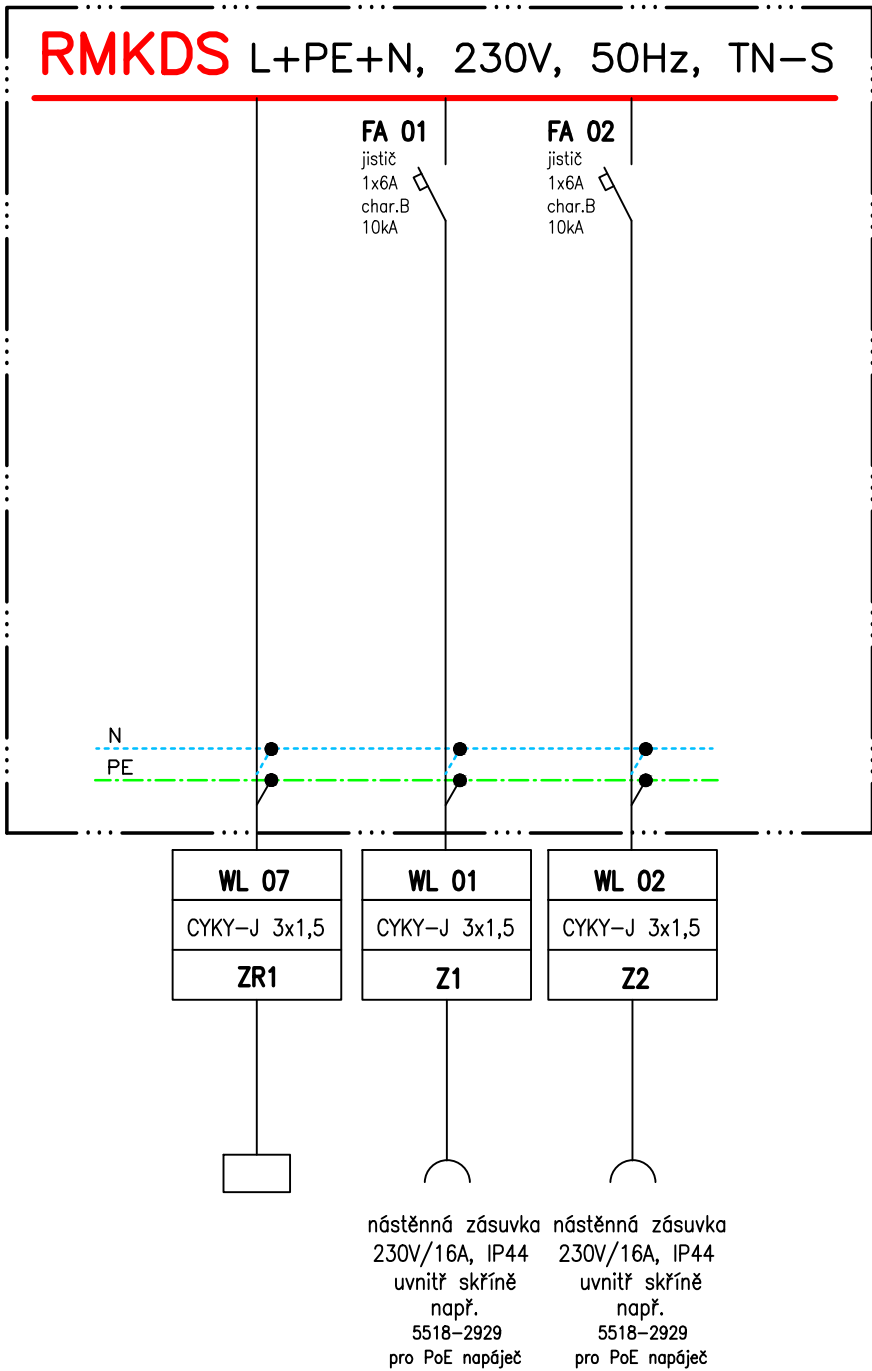 RMKDS L+PE+N, 230V, 50Hz, TN-S
FA 01
jistič
1x6A
char.B
10kA
FA 02
jistič
1x6A
char.B
10kA
N
PE
WL 07
CYKY-J 3x1,5
ZR1
WL 01
CYKY-J 3x1,5
Z1
WL 02
CYKY-J 3x1,5
Z2
nástěnná zásuvka
230V/16A, IP44
uvnitř skříně
např.
5518-2929
pro PoE napáječ
nástěnná zásuvka
230V/16A, IP44
uvnitř skříně
např.
5518-2929
pro PoE napáječ